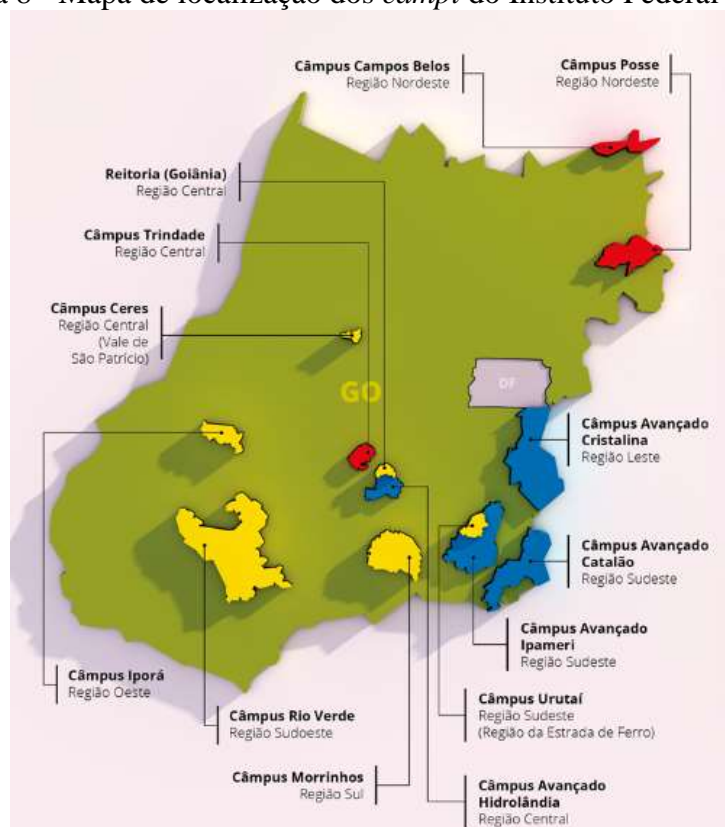 Mapa de localização dos câmpi do Instituto Federal
Câmpus Campos Belos
Região Nordeste
Câmpus Posse
Região Nordeste
Reitoria (Goiânia)
Região Central
Câmpus Trindade
Região Central
Câmpus Ceres
Região Central
(Vale de
São Patrício)
GO
DF
Câmpus Avançado
Cristalina
Região Leste
Câmpus Avançado
Catalão
Região Sudeste
Câmpus Avançado
Ipameri
Região Sudeste
Câmpus Iporá
Região Oeste
Câmpus Urutaí
Região Sudeste
(Região da Estrada de Ferro)
Câmpus Rio Verde
Região Sudoeste
Câmpus Morrinhos
Região Sul
Câmpus Avançado
Hidrolândia
Região Central